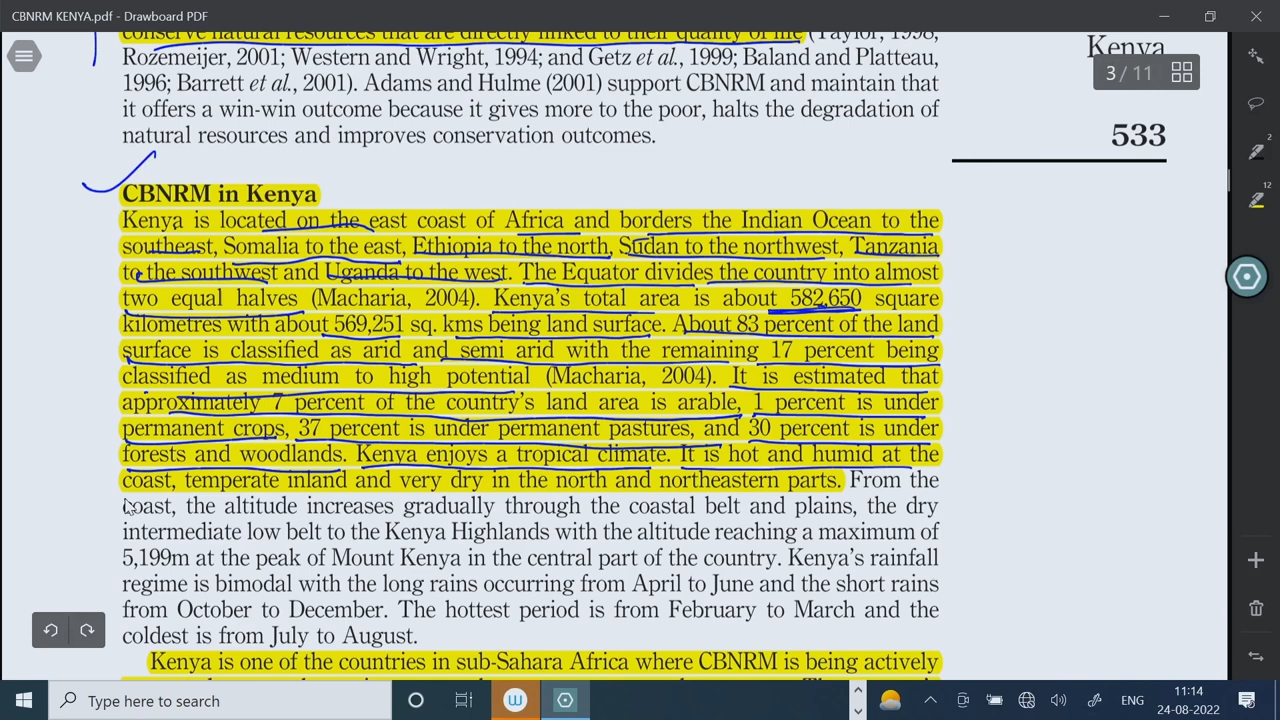 CBNRM KENYA.pdf - Drawboard PDF
conserve natural resources that are directly linked to their quality of life (Taylor, 1998;
Rozemeijer, 2001; Western and Wright, 1994; and Getz et al., 1999; Baland and Platteau,
1996; Barrett et al., 2001). Adams and Hulme (2001) support CBNRM and maintain that
it offers a win-win outcome because it gives more to the poor, halts the degradation of
natural resources and improves conservation outcomes.
Kenya
3 / 11
533
2
12
CBNRM in Kenya
Kenya is located on the east coast of Africa and borders the Indian Ocean to the
southeast, Somalia to the east, Ethiopia to the north, Sudan to the northwest, Tanzania
to the southwest and Uganda to the west. The Equator divides the country into almost
two equal halves (Macharia, 2004). Kenya's total area is about 582,650 square
kilometres with about 569,251 sq. kms being land surface. About 83 percent of the land
surface is classified as arid and semi arid with the remaining 17 percent being
classified as medium to high potential (Macharia, 2004). It is estimated that
approximately 7 percent of the country's land area is arable, 1 percent is under
permanent crops, 37 percent is under permanent pastures, and 30 percent is under
forests and woodlands. Kenya enjoys a tropical climate. It is hot and humid at the
coast, temperate inland and very dry in the north and northeastern parts. From the
coast, the altitude increases gradually through the coastal belt and plains, the dry
intermediate low belt to the Kenya Highlands with the altitude reaching a maximum of
5,199m at the peak of Mount Kenya in the central part of the country. Kenya's rainfall
regime is bimodal with the long rains occurring from April to June and the short rains
from October to December. The hottest period is from February to March and the
coldest is from July to August.
Kenya is one of the countries in sub-Sahara Africa where CBNRM is being actively
Type here to search
ENG
11:14
24-08-2022